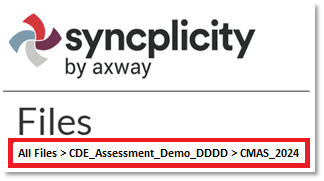 syncplicity
by axway
Files
All Files > CDE_Assessment_Demo_DDDD > CMAS_2024